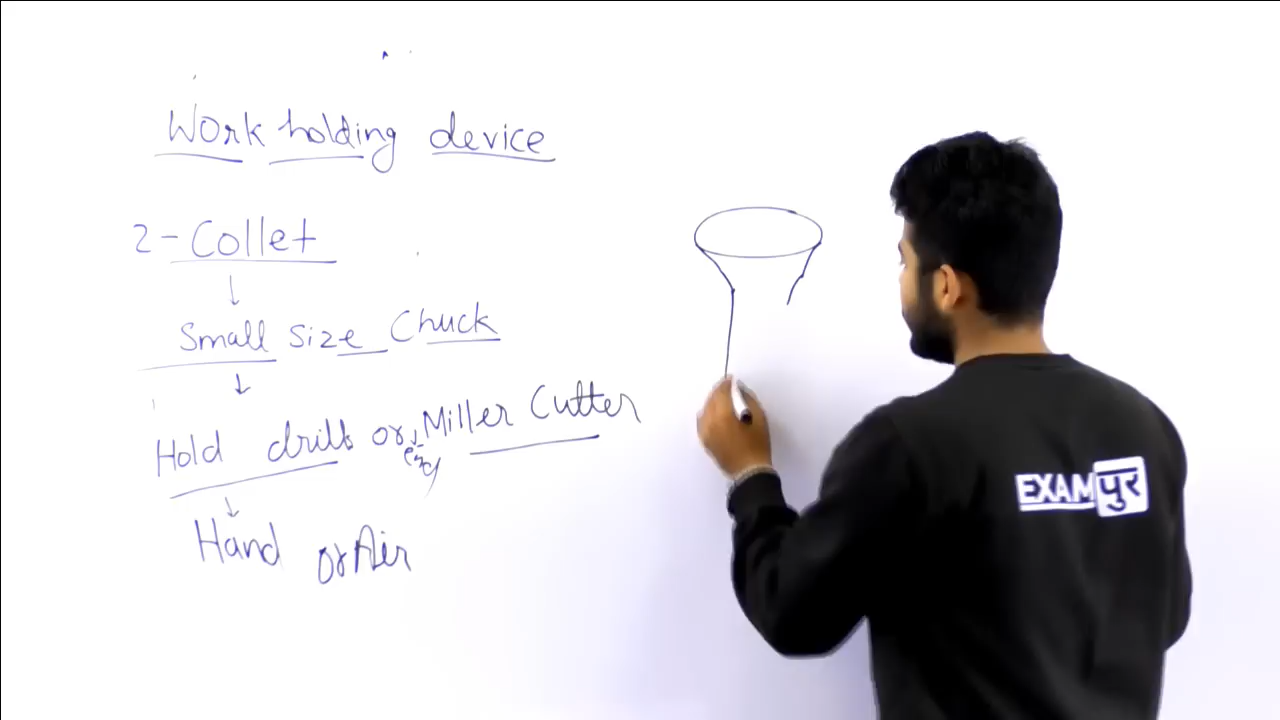 Work holding device
2-Collet
↓
Small size Chuck
↓
Hold drills or Miller Cutter
↓
Hand or Air
EXAMपुर